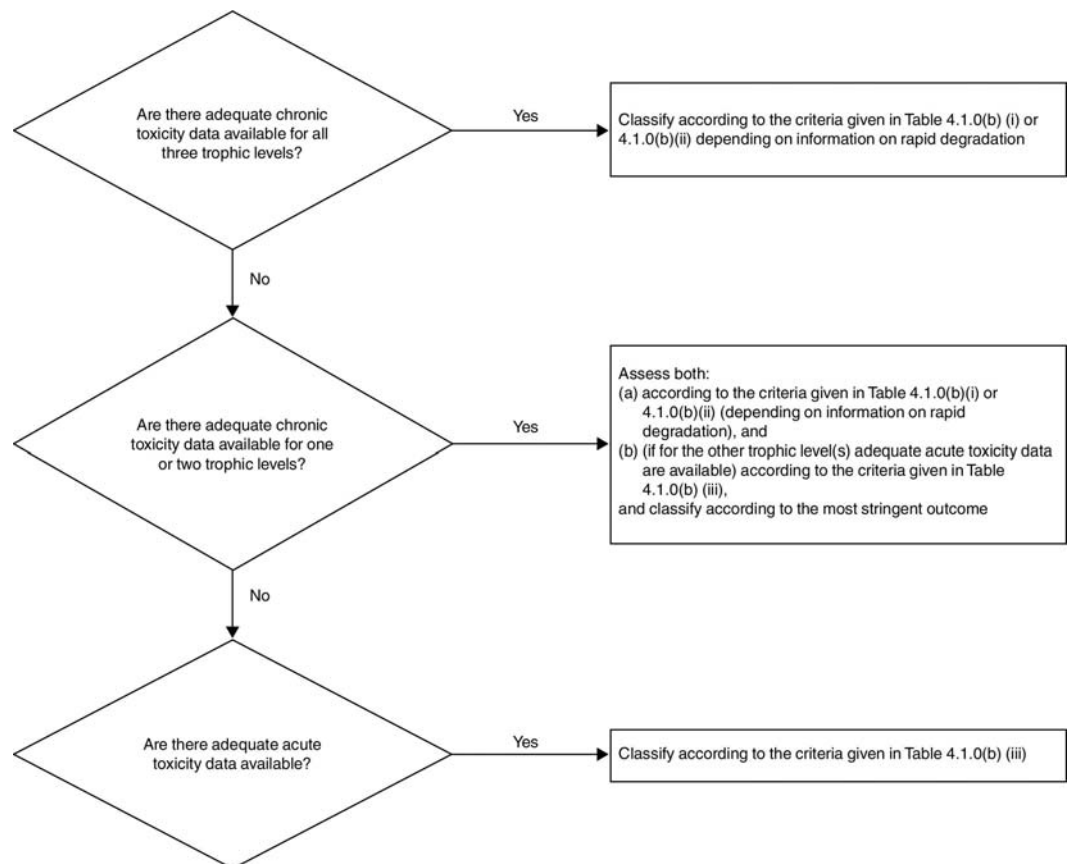 Are there adequate chronic
toxicity data available for all
three trophic levels?
Yes
Classify according to the criteria given in Table 4.1.0(b) (i) or
4.1.0(b)(ii) depending on information on rapid degradation
No
Are there adequate chronic
toxicity data available for one
or two trophic levels?
Yes
Assess both:
(a) according to the criteria given in Table 4.1.0(b)(i) or
4.1.0(b)(ii) (depending on information on rapid
degradation), and
(b) (if for the other trophic level(s) adequate acute toxicity data
are available) according to the criteria given in Table
4.1.0(b) (iii),
and classify according to the most stringent outcome
No
Are there adequate acute
toxicity data available?
Yes
Classify according to the criteria given in Table 4.1.0(b) (iii)